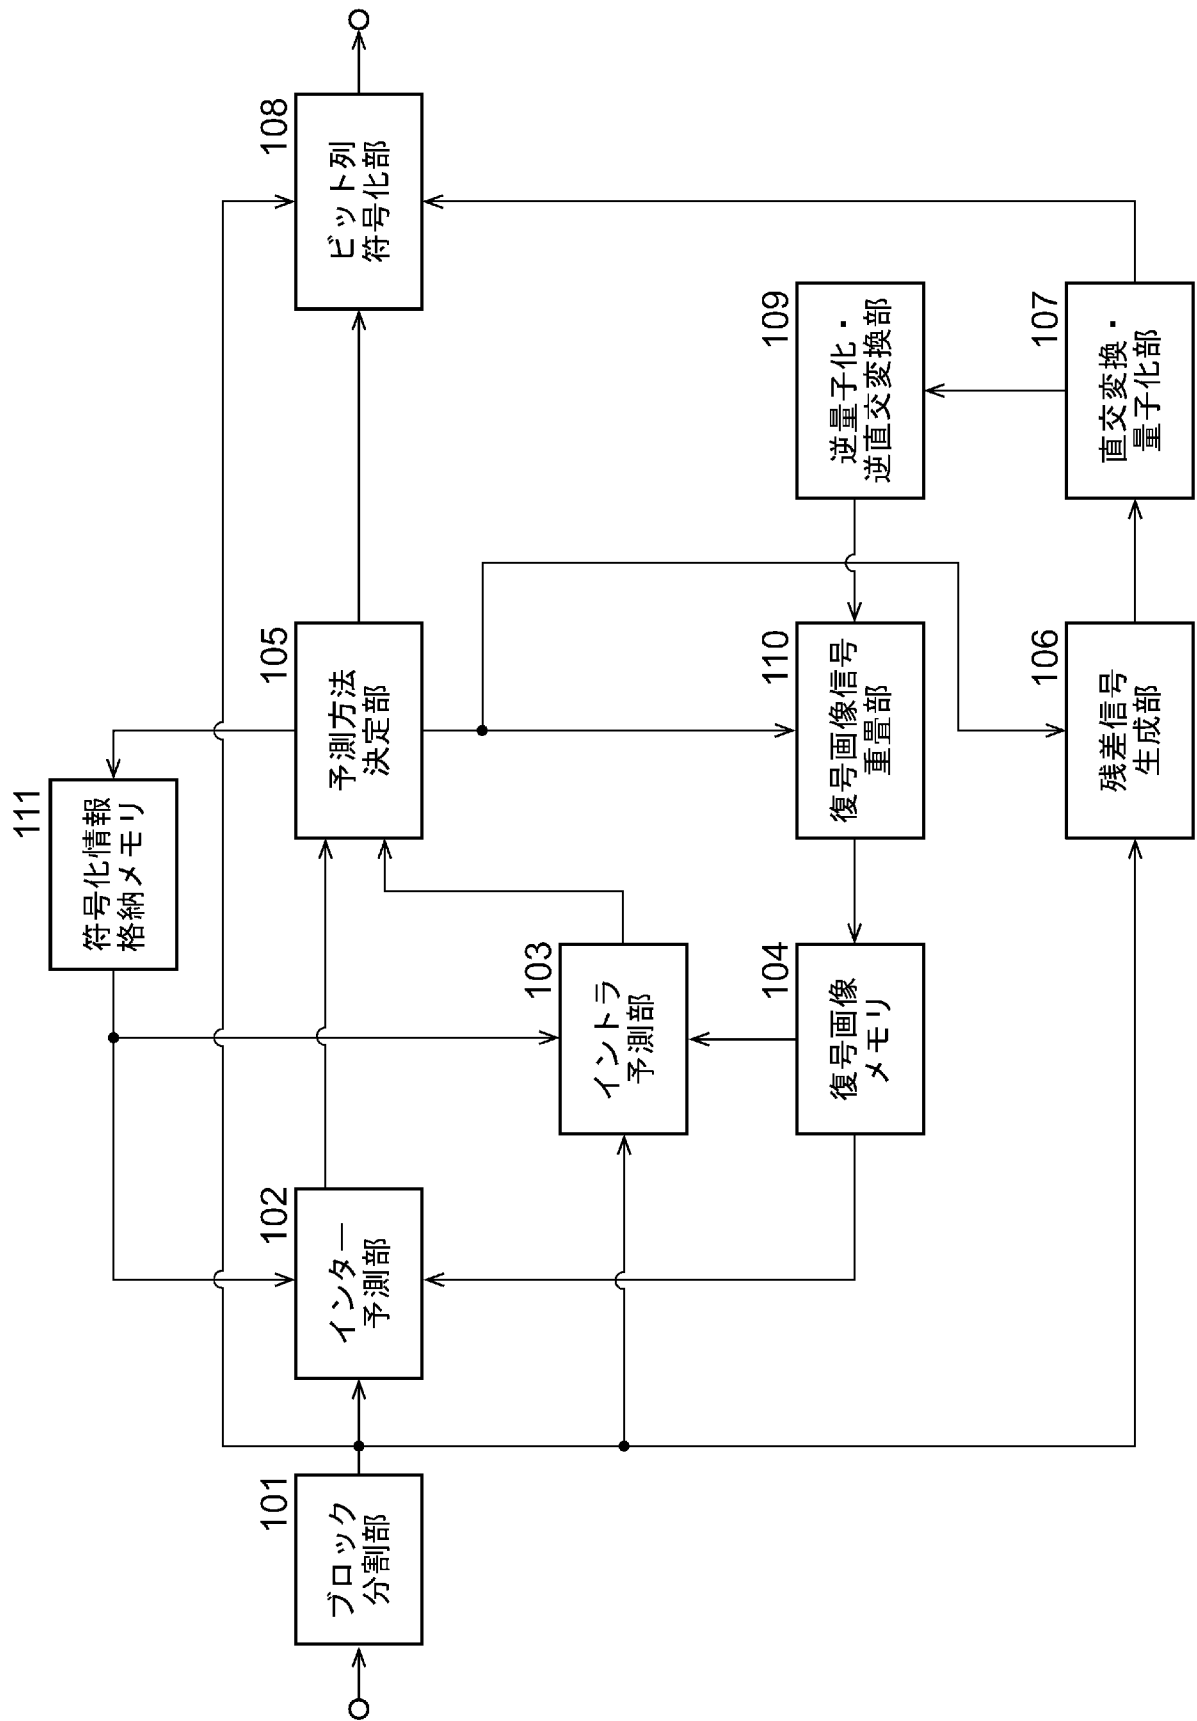 111
符号化情報
格納メモリ
101
ブロック
分割部
102
インター
予測部
105
予測方法
決定部
108
ビット列
符号化部
103
イントラ
予測部
104
復号画像
メモリ
110
復号画像信号
重畳部
109
逆量子化・
逆直交変換部
106
残差信号
生成部
107
直交変換・
量子化部